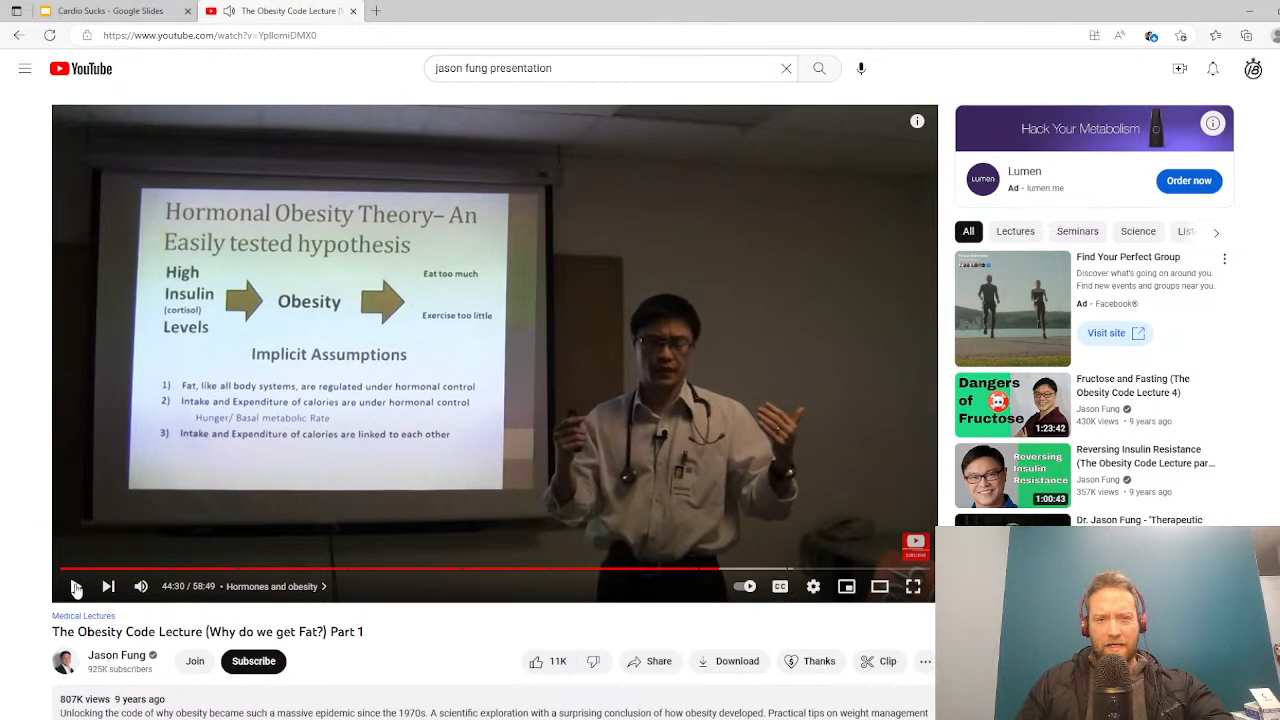 Cardio Sucks - Google Slides
The Obesity Code Lecture (
https://www.youtube.com/watch?v=YpllomiDMX0
YouTube
jason fung presentation
Hormonal Obesity Theory– An
Easily tested hypothesis
High
Insulin
(cortisol)
Levels
Obesity
Eat too much
Exercise too little
Implicit Assumptions
1) Fat, like all body systems, are regulated under hormonal control
2) Intake and Expenditure of calories are under hormonal control
Hunger/ Basal metabolic Rate
3) Intake and Expenditure of calories are linked to each other
SUBSCRIBE
44:30 / 58:49 • Hormones and obesity
Medical Lectures
The Obesity Code Lecture (Why do we get Fat?) Part 1
Jason Fung
925K subscribers
Join
Subscribe
11K
Share
Download
Thanks
Clip
807K views 9 years ago
Unlocking the code of why obesity became such a massive epidemic since the 1970s. A scientific exploration with a surprising conclusion of how obesity developed. Practical tips on weight management
Hack Your Metabolism
LUMEN
Lumen
Ad • lumen.me
Order now
All
Lectures
Seminars
Science
List
Find Your Perfect
Group
Discover what's going on around you.
Find new events and groups near you.
Ad • Facebook®
Visit site
Dangers
of
Fructose
1:23:42
Fructose and Fasting (The
Obesity Code Lecture 4)
Jason Fung
430K views • 9 years ago
Reversing
Insulin
Resistance
1:00:43
Reversing Insulin Resistance
(The Obesity Code Lecture par...
Jason Fung
357K views • 9 years ago
Dr. Jason Fung - 'Therapeutic